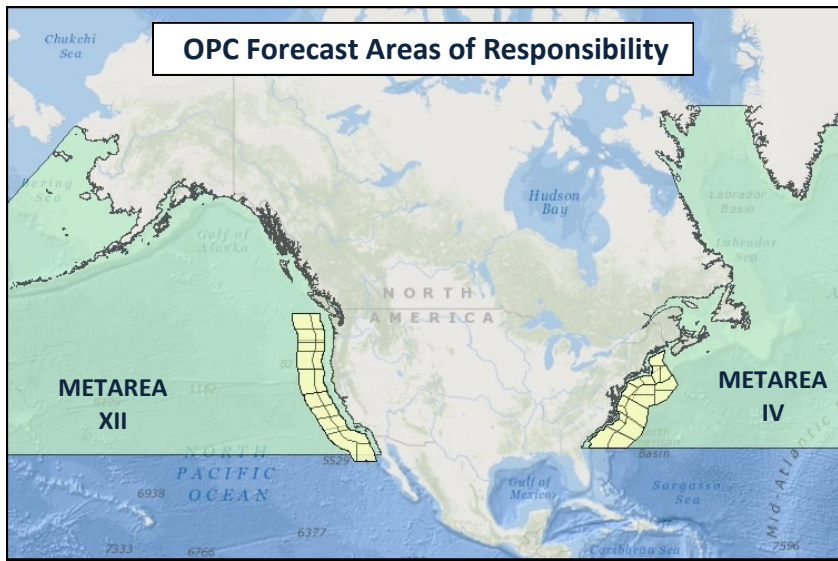 OPC Forecast Areas of Responsibility
Chukchi
Sea
Bering
Sea
Gulf of
Alaska
Hudson
Bay
Labrador
Basin
Labrador
Sea
NORTH
AMERICA
METAREA
XII
METAREA
IV
NORTH
PACIFIC
OCEAN
5529
6938
6377
7333
6766
Gulf of
Mexico
Basin
Sargasso
Sea
Mid-Atlantic
Caribbean Sea
7596